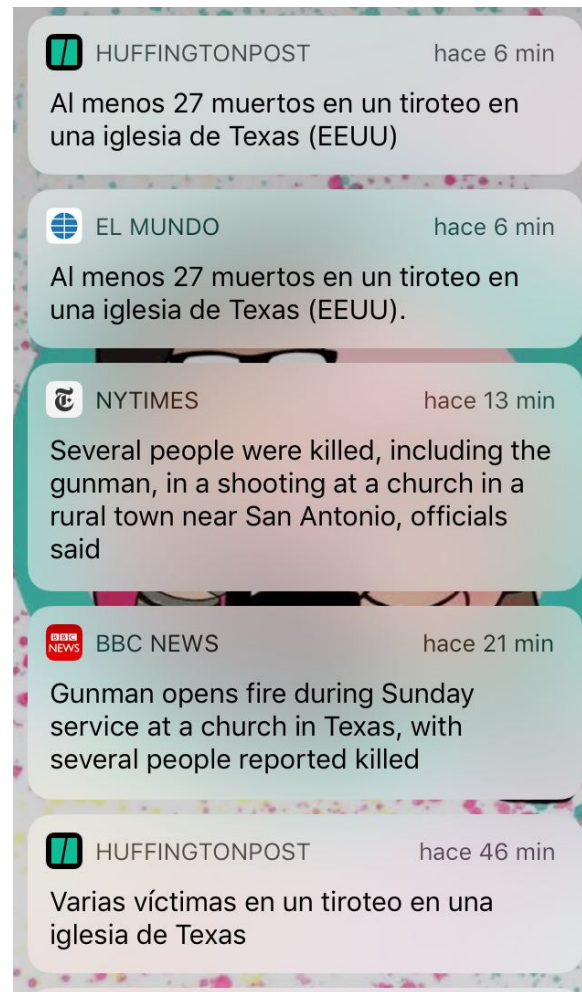 HUFFINGTONPOST hace 6 min
Al menos 27 muertos en un tiroteo en
una iglesia de Texas (EEUU)
EL MUNDO hace 6 min
Al menos 27 muertos en un tiroteo en
una iglesia de Texas (EEUU).
NYTIMES hace 13 min
Several people were killed, including the
gunman, in a shooting at a church in a
rural town near San Antonio, officials
said
BBC NEWS BBC NEWS hace 21 min
Gunman opens fire during Sunday
service at a church in Texas, with
several people reported killed
HUFFINGTONPOST hace 46 min
Varias víctimas en un tiroteo en una
iglesia de Texas